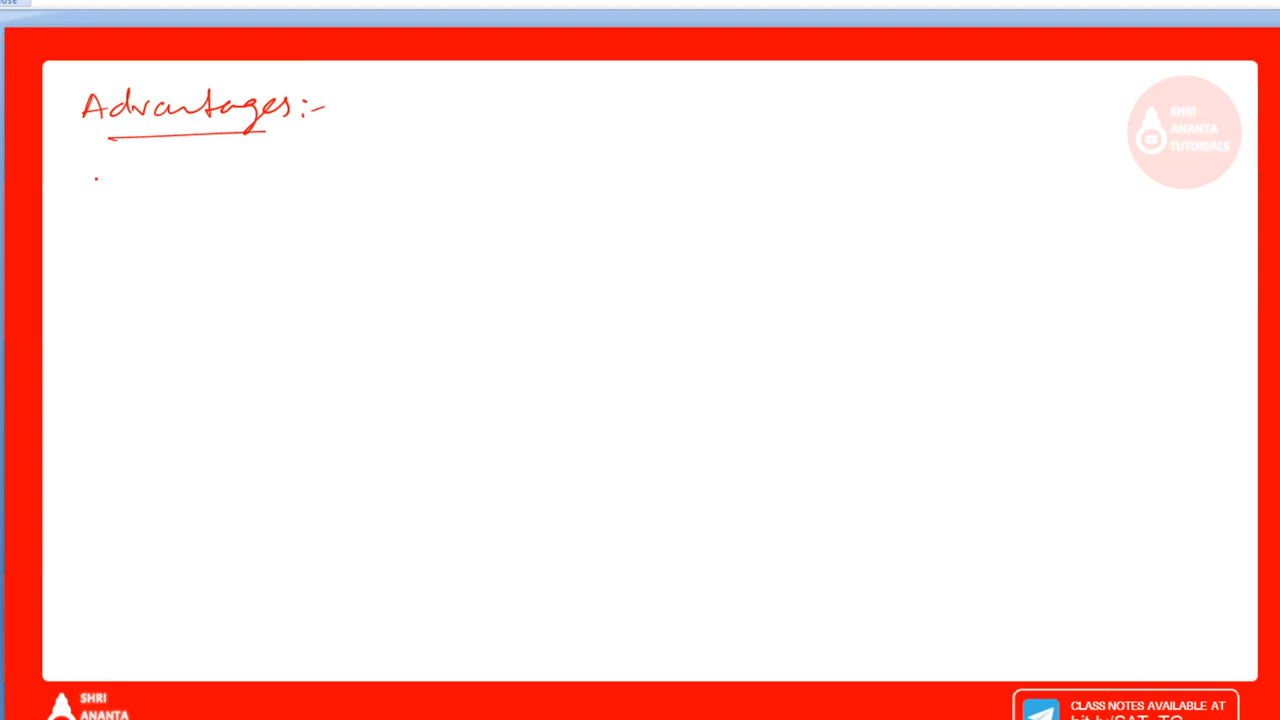 Advantages:-
SHRI
ANANTA
TUTORIALS
SHRI
ANANTA
CLASS NOTES AVAILABLE AT